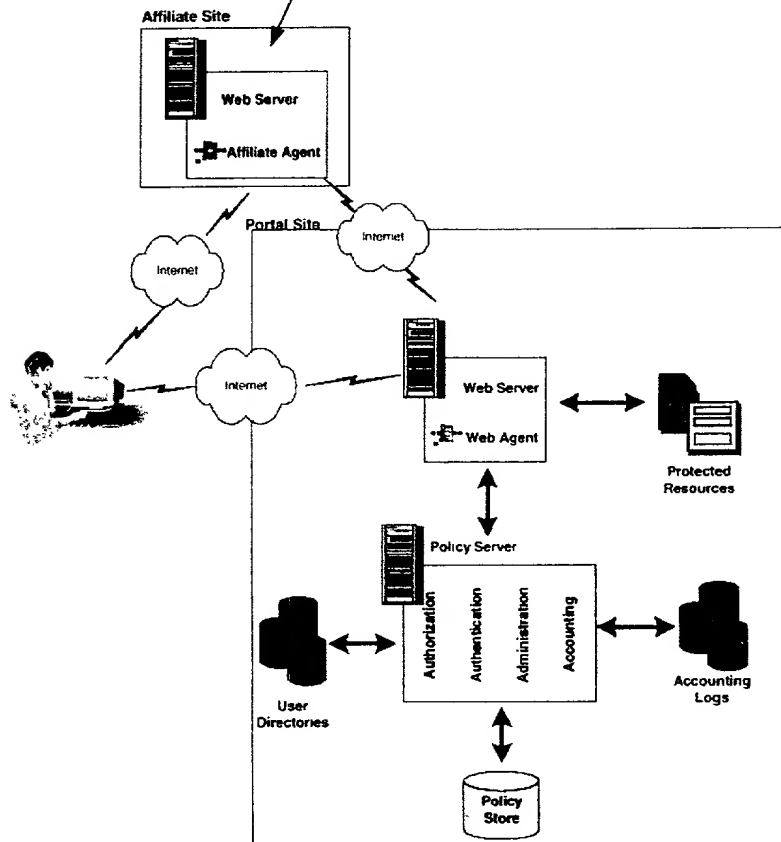 Affiliate Site
Web Server
Affiliate Agent
Portal Site
Internet
Internet
Internet
Web Server
Web Agent
Protected
Resources
Policy Server
Authorization
Authentication
Administration
Accounting
User
Directories
Accounting
Logs
Policy
Store